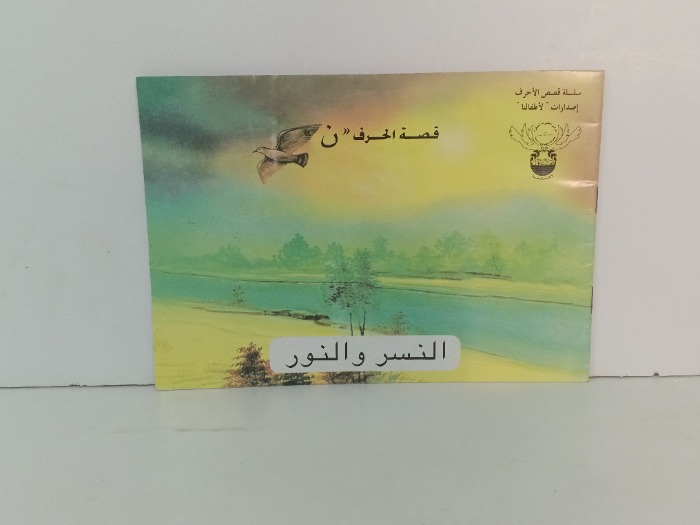 سلسلة قصص الأحرف
إصدارات "لأطفالنا"
قصة الحرف «ن»
النسر والنور